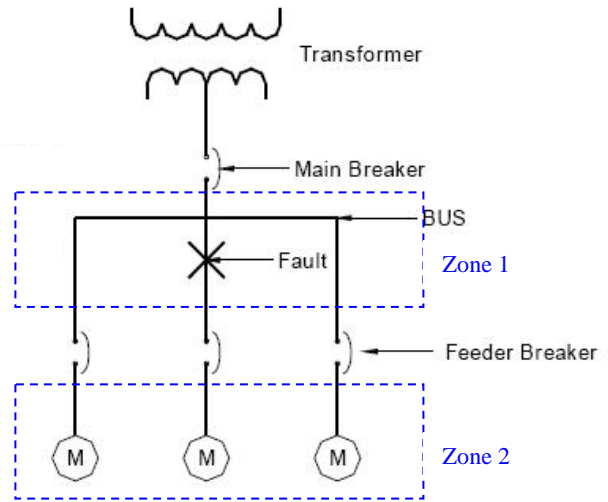 Transformer
Main Breaker
BUS
Fault
Zone 1
Feeder Breaker
M M M
Zone 2